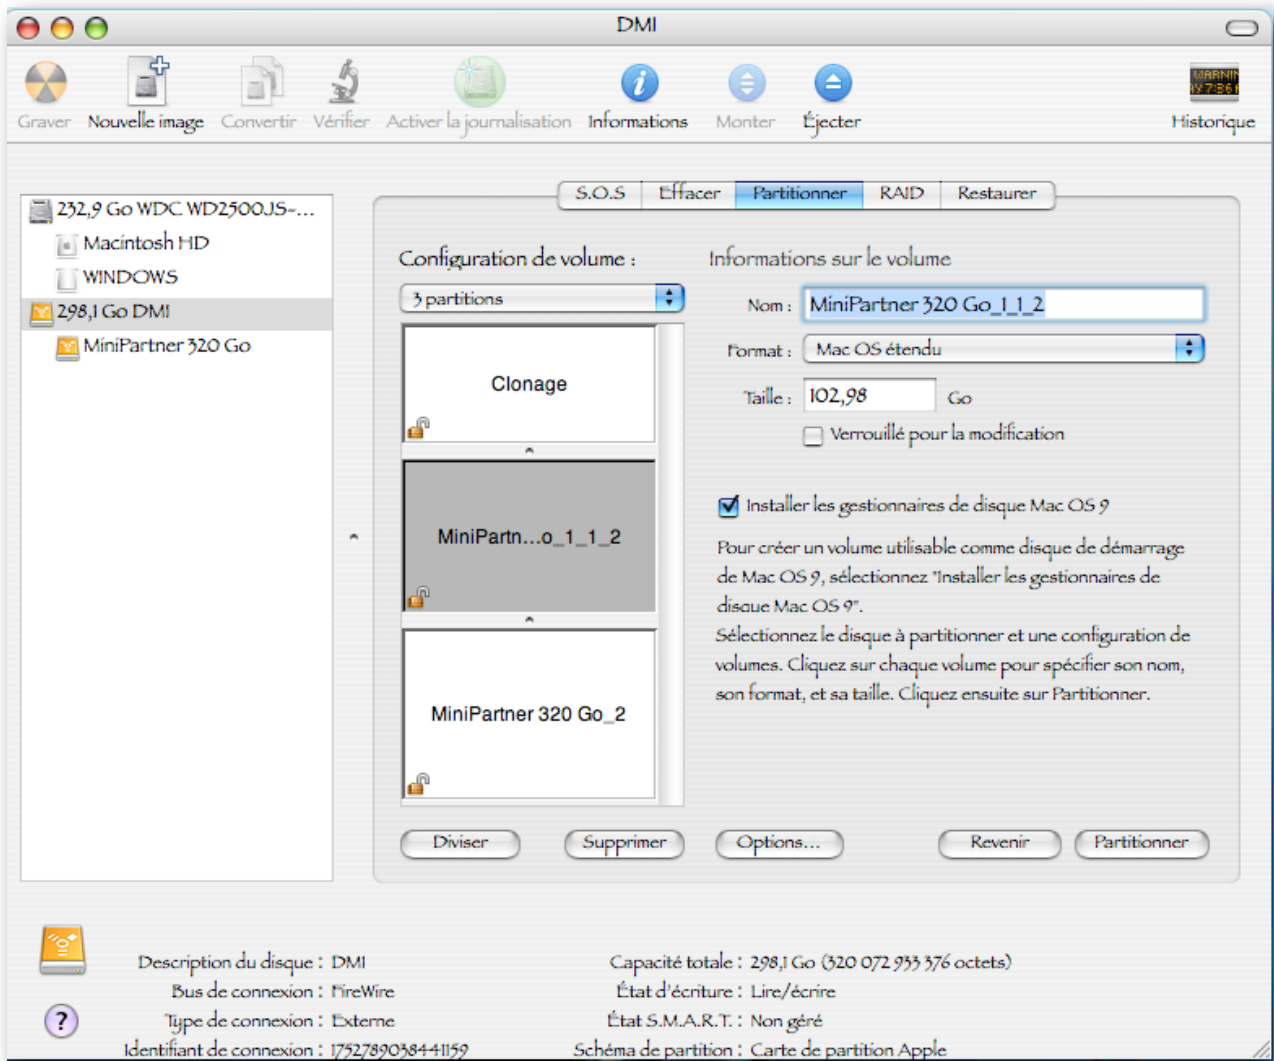 DMI
WARNIN
AY 7:36
Graver Nouvelle image Convertir Vérifier Activer la journalisation Informations Monter Éjecter Historique
S.O.S Effacer Partitionner RAID Restaurer
232,9 Go WDC WD2500JS-...
Macintosh HD
WINDOWS
298,1 Go DMI
MiniPartner 320 Go
Configuration de volume :
3 partitions
Clonage
MiniPartn...o_1_1_2
MiniPartner 320 Go_2
Informations sur le volume
Nom : MiniPartner 320 Go_1_1_2
Format : Mac OS étendu
Taille : 102,98 Go
Verrouillé pour la modification
Installer les gestionnaires de disque Mac OS 9
Pour créer un volume utilisable comme disque de démarrage
de Mac OS 9, sélectionnez "Installer les gestionnaires de
disque Mac OS 9".
Sélectionnez le disque à partitionner et une configuration de
volumes. Cliquez sur chaque volume pour spécifier son nom,
son format, et sa taille. Cliquez ensuite sur Partitionner.
Diviser Supprimer Options... Revenir Partitionner
Description du disque : DMI
Bus de connexion : FireWire
Type de connexion : Externe
Identifiant de connexion : 1752789038441159
Capacité totale : 298,1 Go (320 072 933 376 octets)
État d'écriture : Lire/écrire
État S.M.A.R.T. : Non géré
Schéma de partition : Carte de partition Apple